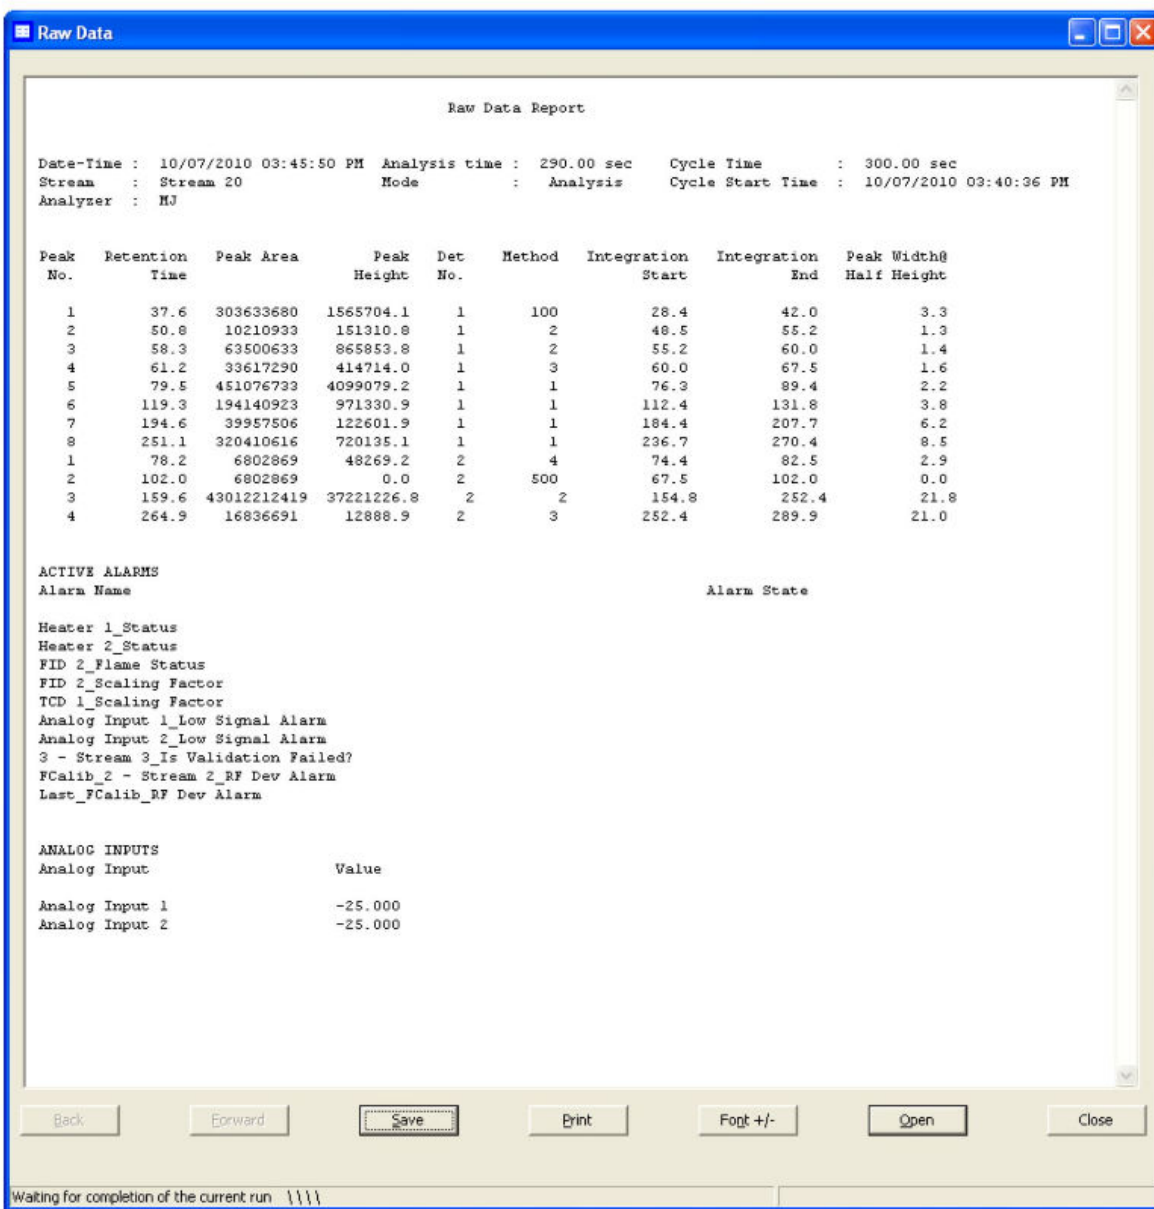 Raw Data
Raw Data Report
Date-Time :  10/07/2010 03:45:50 PM  Analysis time :  290.00 sec  Cycle Time  :  300.00 sec
Stream  :  Stream 20  Mode  :  Analysis  Cycle Start Time  :  10/07/2010 03:40:36 PM
Analyzer  :  MJ
Peak  Retention  Peak Area  Peak  Det  Method  Integration  Integration  Peak Width@
No.  Time  Height  No.  Start  End  Half Height
1  37.6  303633680  1565704.1  1  100  28.4  42.0  3.3
2  50.8  10210933  151310.8  1  2  48.5  55.2  1.3
3  58.3  63500633  865853.8  1  2  55.2  60.0  1.4
4  61.2  33617290  414714.0  1  3  60.0  67.5  1.6
5  79.5  451076733  4099079.2  1  1  76.3  89.4  2.2
6  119.3  194140923  971330.9  1  1  112.4  131.8  3.8
7  194.6  39957506  122601.9  1  1  184.4  207.7  6.2
8  251.1  320410616  720135.1  1  1  236.7  270.4  8.5
1  78.2  6802869  48269.2  2  4  74.4  82.5  2.9
2  102.0  6802869  0.0  2  500  67.5  102.0  0.0
3  159.6  43012212419  37221226.8  2  2  154.8  252.4  21.8
4  264.9  16836691  12888.9  2  3  252.4  289.9  21.0
ACTIVE ALARMS
Alarm Name  Alarm State
Heater 1_Status
Heater 2_Status
FID 2_Flame Status
FID 2_Scaling Factor
TCD 1_Scaling Factor
Analog Input 1_Low Signal Alarm
Analog Input 2_Low Signal Alarm
3 - Stream 3_Is Validation Failed?
FCalib_2 - Stream 2_RF Dev Alarm
Last_FCalib_RF Dev Alarm
ANALOG INPUTS
Analog Input  Value
Analog Input 1  -25.000
Analog Input 2  -25.000
Back  Forward  Save  Print  Font +/-  Open  Close
Waiting for completion of the current run  \\\\